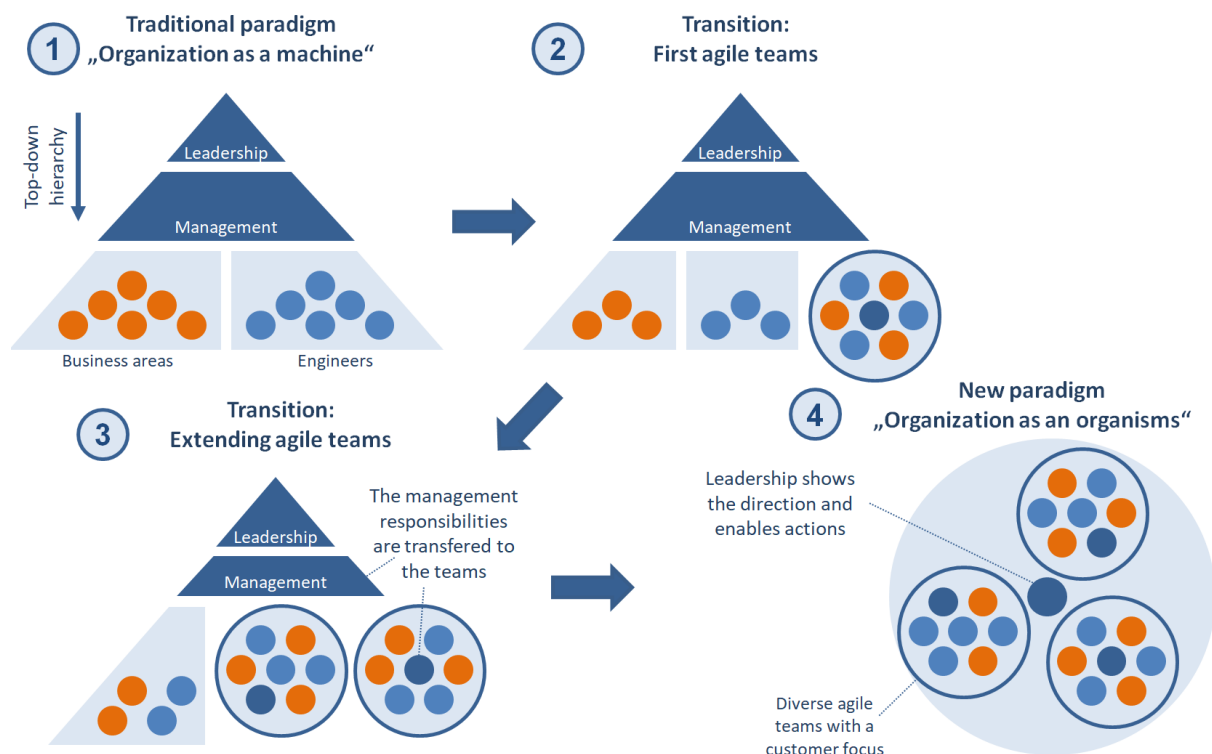 1
Traditional paradigm
„Organization as a machine“
Top-down
hierarchy
Leadership
Management
Business areas
Engineers
2
Transition:
First agile teams
Leadership
Management
3
Transition:
Extending agile teams
The management
responsibilities
are transfered to
the teams
Leadership
Management
4
New paradigm
„Organization as an organisms“
Leadership shows
the direction and
enables actions
Diverse agile
teams with a
customer focus